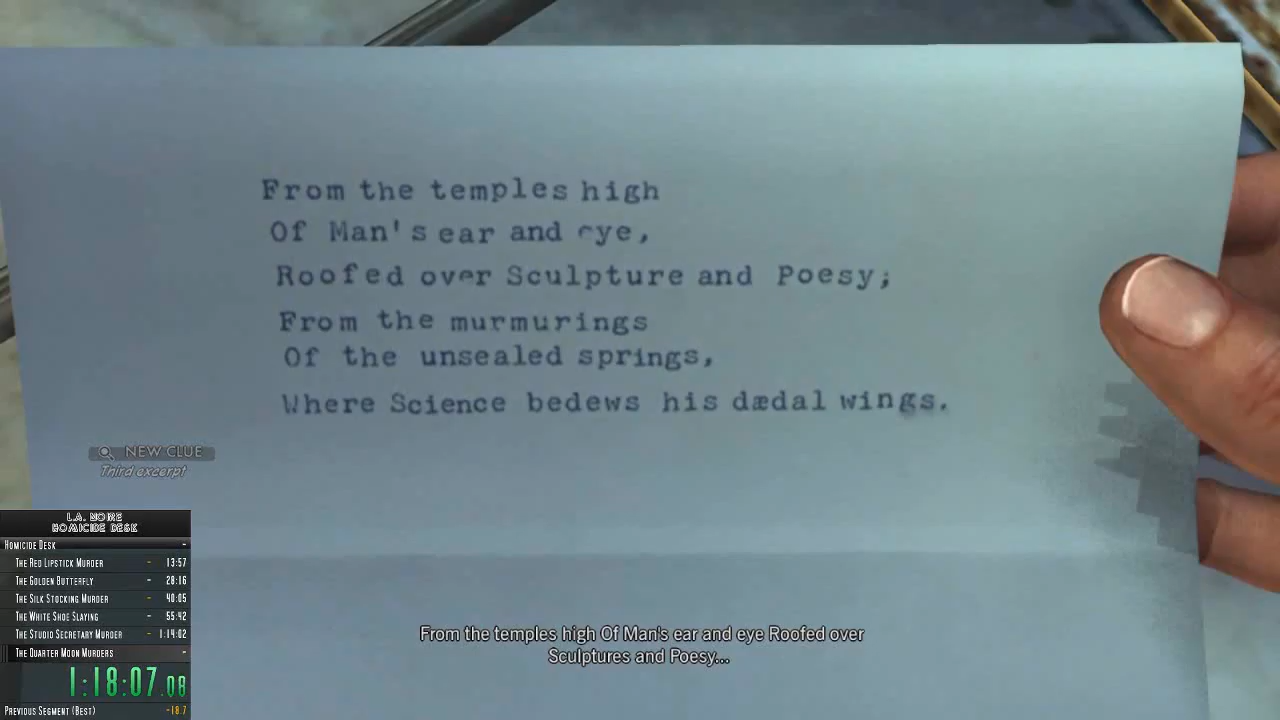 From the temples high
Of Man's ear and eye,
Roofed over Sculpture and Poesy;
From the murmurings
Of the unsealed springs,
Where Science bedews his dædal wings.
NEW CLUE
Third excerpt
L.A. NOIRE
HOMICIDE DESK
HOMICIDE DESK -
THE RED LIPSTICK MURDER - 13:57
THE GOLDEN BUTTERFLY - 28:16
THE SILK STOCKING MURDER - 40:05
THE WHITE SHOE SLAYING - 55:42
THE STUDIO SECRETARY MURDER - 1:14:02
THE QUARTER MOON MURDERS -
1:18:07.08
PREVIOUS SEGMENT (BEST) -18.7
From the temples high Of Man's ear and eye Roofed over
Sculptures and Poesy...